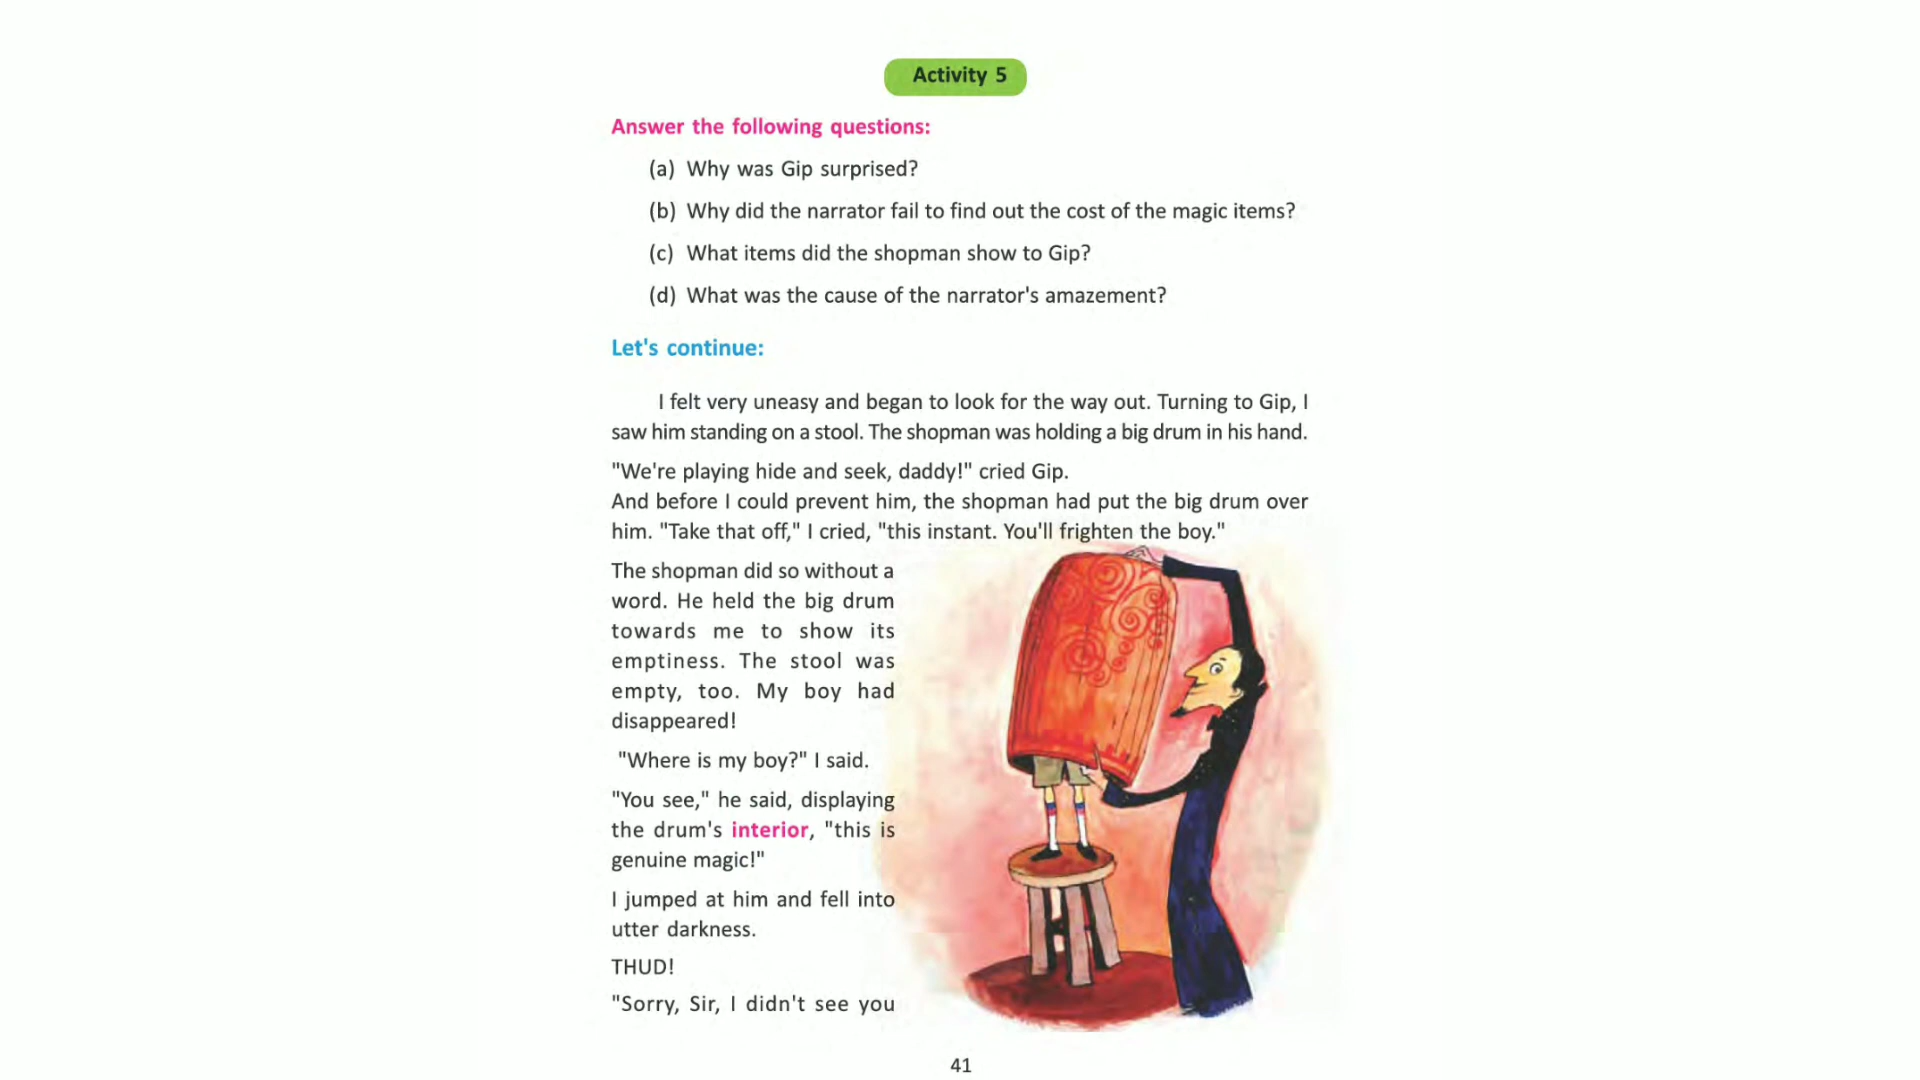 Activity 5
Answer the following questions:
(a) Why was Gip surprised?
(b) Why did the narrator fail to find out the cost of the magic items?
(c) What items did the shopman show to Gip?
(d) What was the cause of the narrator's amazement?
Let's continue:
I felt very uneasy and began to look for the way out. Turning to Gip, I
saw him standing on a stool. The shopman was holding a big drum in his hand.
"We're playing hide and seek, daddy!" cried Gip.
And before I could prevent him, the shopman had put the big drum over
him. "Take that off," I cried, "this instant. You'll frighten the boy."
The shopman did so without a
word. He held the big drum
towards me to show its
emptiness. The stool was
empty, too. My boy had
disappeared!
"Where is my boy?" I said.
"You see," he said, displaying
the drum's interior, "this is
genuine magic!"
I jumped at him and fell into
utter darkness.
THUD!
"Sorry, Sir, I didn't see you
41